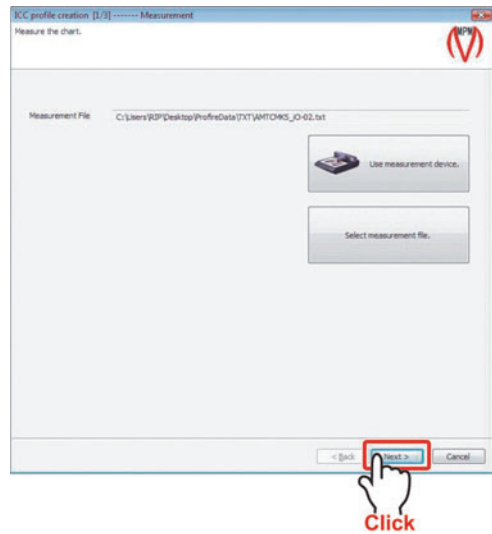 ICC profile creation [1/3] ------- Measurement
Measure the chart.
MPM
Measurement File
C:\Users\RIP\Desktop\ProfireData\TXT\AMTCMKS_IO-02.txt
Use measurement device.
Select measurement file.
< Back
Next >
Cancel
Click